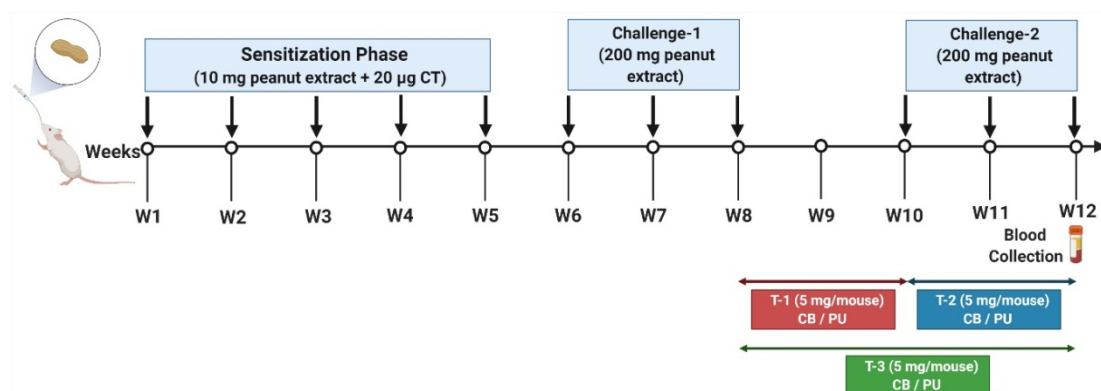 Sensitization Phase
(10 mg peanut extract + 20 µg CT)
Challenge-1
(200 mg peanut
extract)
Challenge-2
(200 mg peanut
extract)
Weeks
W1
W2
W3
W4
W5
W6
W7
W8
W9
W10
W11
W12
Blood
Collection
T-1 (5 mg/mouse)
CB / PU
T-2 (5 mg/mouse)
CB / PU
T-3 (5 mg/mouse)
CB / PU